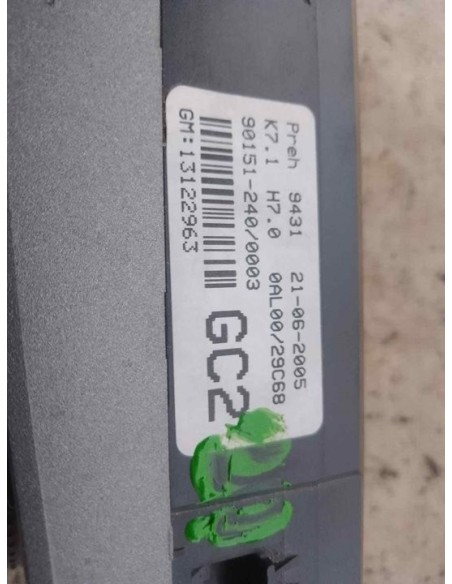 Preh 9431 21-06-2005
K7.1 H7.0 0AL00/29C68
90151-240/0003
GM:13122963
GC2